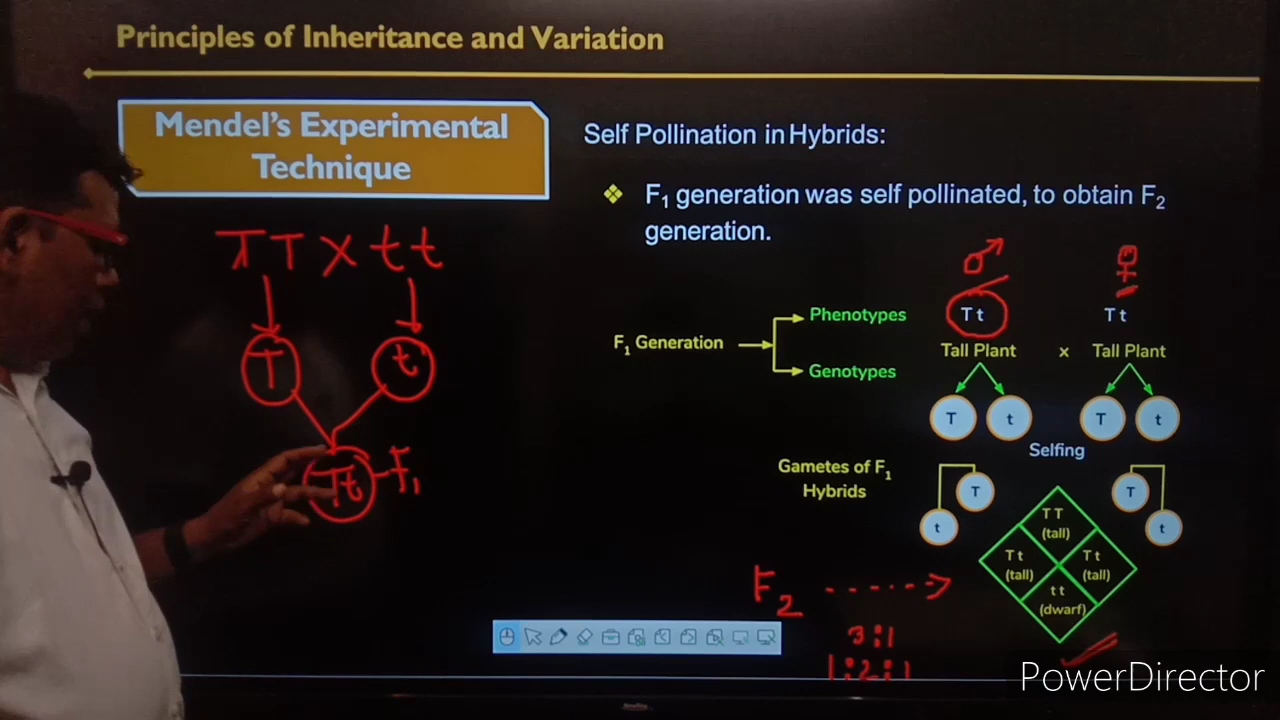 Principles of Inheritance and Variation
Mendel's Experimental
Technique
Self Pollination in Hybrids:
❖ F₁ generation was self pollinated, to obtain F₂
generation.
TT X tt
T t
Tt - F₁
♂ ♀
F₁ Generation
Phenotypes
Genotypes
Tt Tt
Tall Plant x Tall Plant
T t T t
Selfing
Gametes of F₁
Hybrids
T T
t t
TT
(tall)
Tt
(tall)
Tt
(tall)
tt
(dwarf)
F₂
3:1
1:2:1
PowerDirector